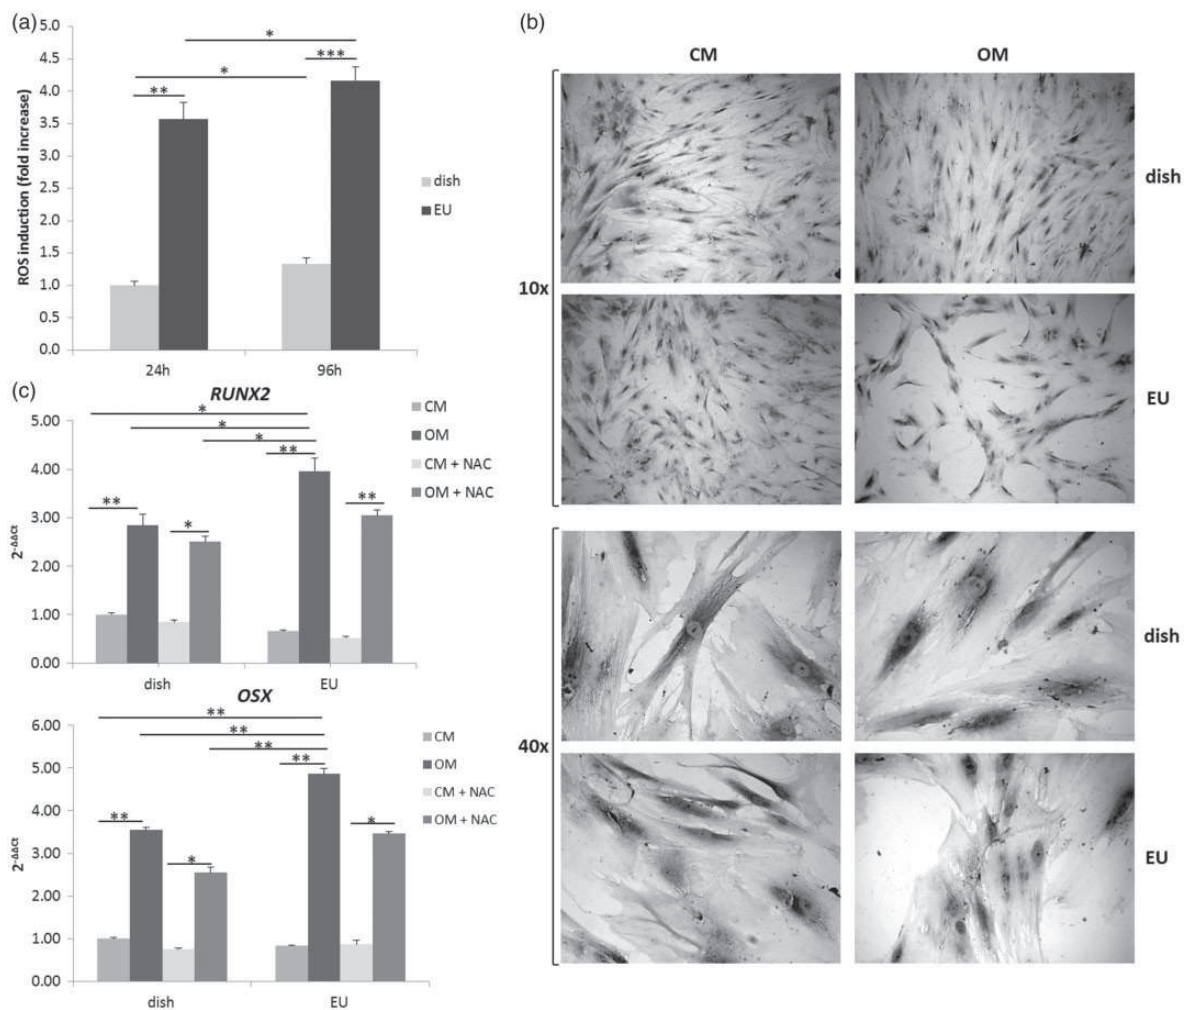 (a)
5.0
4.5
4.0
3.5
3.0
2.5
2.0
1.5
1.0
0.5
0.0
ROS induction (fold increase)
*
***
*
**
dish
EU
24h
96h
(b)
CM
OM
10x
dish
EU
40x
dish
EU
(c)
RUNX2
5.00
4.00
3.00
2.00
1.00
0.00
2^-ΔΔCt
*
*
*
**
**
*
**
CM
OM
CM + NAC
OM + NAC
dish
EU
OSX
6.00
5.00
4.00
3.00
2.00
1.00
0.00
2^-ΔΔCt
**
**
**
**
**
*
*
CM
OM
CM + NAC
OM + NAC
dish
EU